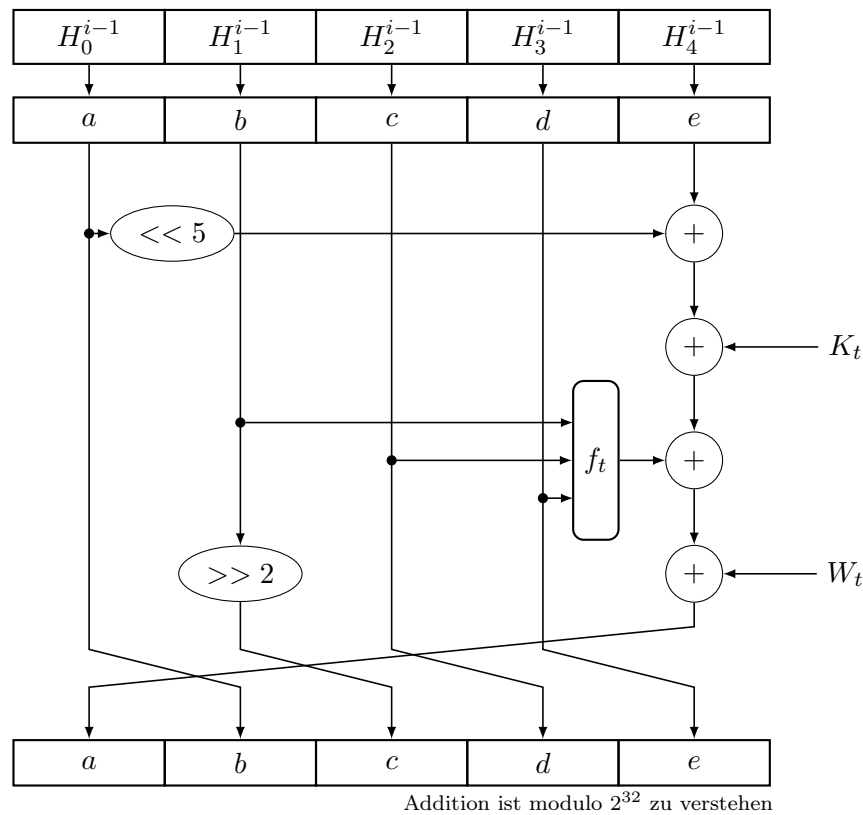 H_0^{i-1} H_1^{i-1} H_2^{i-1} H_3^{i-1} H_4^{i-1}
a b c d e
<< 5 +
+ K_t
f_t +
>> 2 + W_t
a b c d e
Addition ist modulo 2^{32} zu verstehen